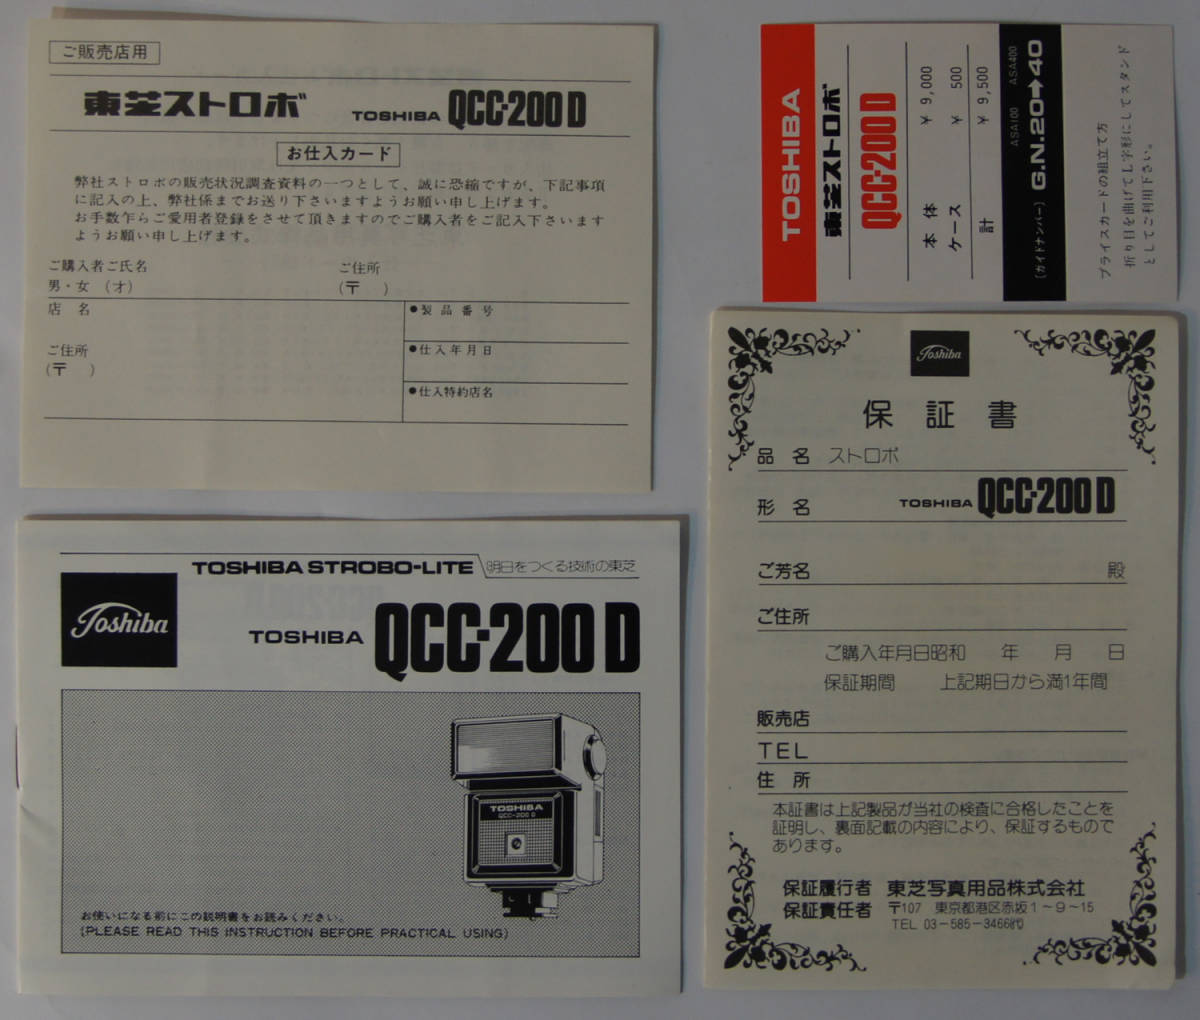 ご販売店用
東芝ストロボ TOSHIBA QCC-200D
お仕入カード
弊社ストロボの販売状況調査資料の一つとして、誠に恐縮ですが、下記事項
に記入の上、弊社係までお送り下さいますようお願い申し上げます。
お手数乍らご愛用者登録をさせて頂きますのでご購入者をご記入下さいます
ようお願い申し上げます。
ご購入者ご氏名 ご住所
男・女 (才) (〒 )
店 名 ●製品番号
ご住所 ●仕入年月日
(〒 ) ●仕入特約店名
TOSHIBA
東芝ストロボ
QCC-200D
本体 ¥9,000
ケース ¥500
計 ¥9,500
ASA100 ASA400
〔ガイドナンバー〕 G.N.20➔40
プライスカードの組立て方
折り目を曲げてL字形にしてスタンド
としてご利用下さい。
TOSHIBA STROBO-LITE 明日をつくる技術の東芝
Toshiba
TOSHIBA QCC-200D
TOSHIBA
QCC-200D
お使いになる前にこの説明書をお読みください。
(PLEASE READ THIS INSTRUCTION BEFORE PRACTICAL USING)
Toshiba
保証書
品名 ストロボ
形名 TOSHIBA QCC-200D
ご芳名 殿
ご住所
ご購入年月日昭和 年 月 日
保証期間 上記期日から満1年間
販売店
TEL
住所
本証書は上記製品が当社の検査に合格したことを
証明し、裏面記載の内容により、保証するもので
あります。
保証履行者 東芝写真用品株式会社
保証責任者 〒107 東京都港区赤坂1～9～15
TEL 03-585-3466㈹